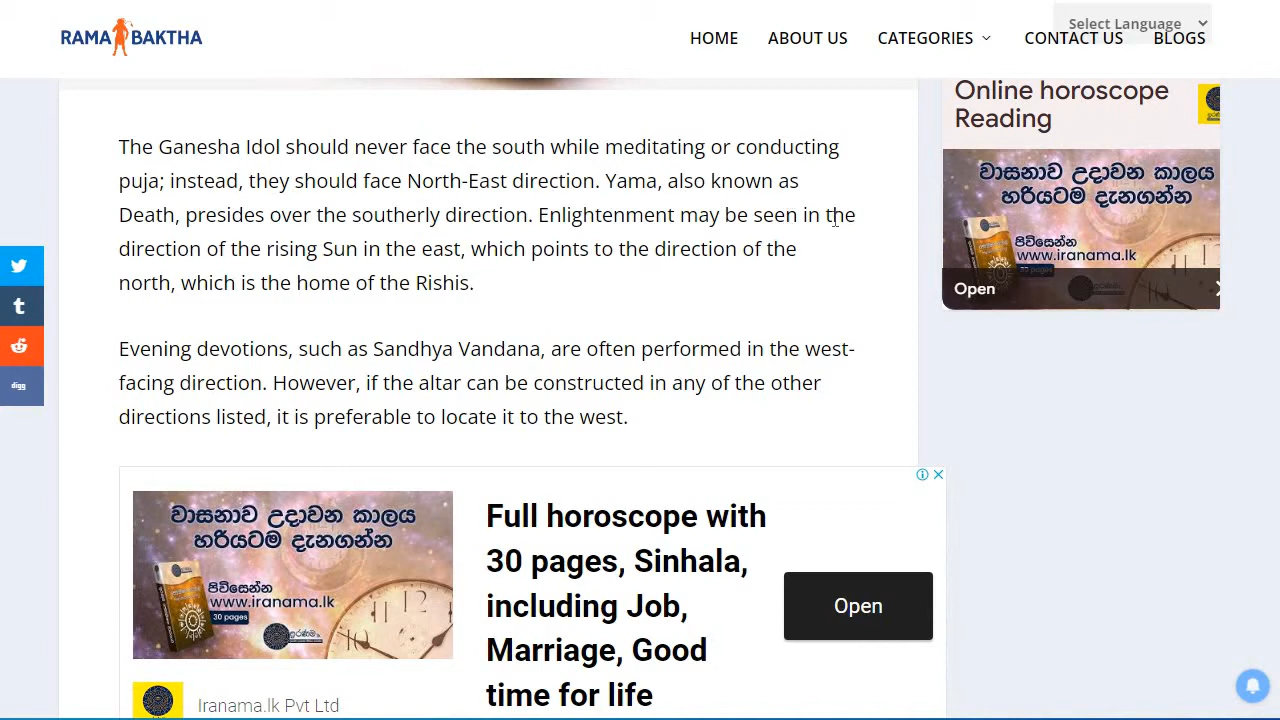 RAMA BAKTHA
HOME ABOUT US CATEGORIES CONTACT US BLOGS
Select Language
The Ganesha Idol should never face the south while meditating or conducting
puja; instead, they should face North-East direction. Yama, also known as
Death, presides over the southerly direction. Enlightenment may be seen in the
direction of the rising Sun in the east, which points to the direction of the
north, which is the home of the Rishis.
Evening devotions, such as Sandhya Vandana, are often performed in the west-
facing direction. However, if the altar can be constructed in any of the other
directions listed, it is preferable to locate it to the west.
digg
Online horoscope
Reading
වාසනාව උදාවන කාලය
හරියටම දැනගන්න
පිවිසෙන්න
www.iranama.lk
30 pages
Open
වාසනාව උදාවන කාලය
හරියටම දැනගන්න
පිවිසෙන්න
www.iranama.lk
30 pages
12
Full horoscope with
30 pages, Sinhala,
including Job,
Marriage, Good
time for life
Open
Iranama.lk Pvt Ltd